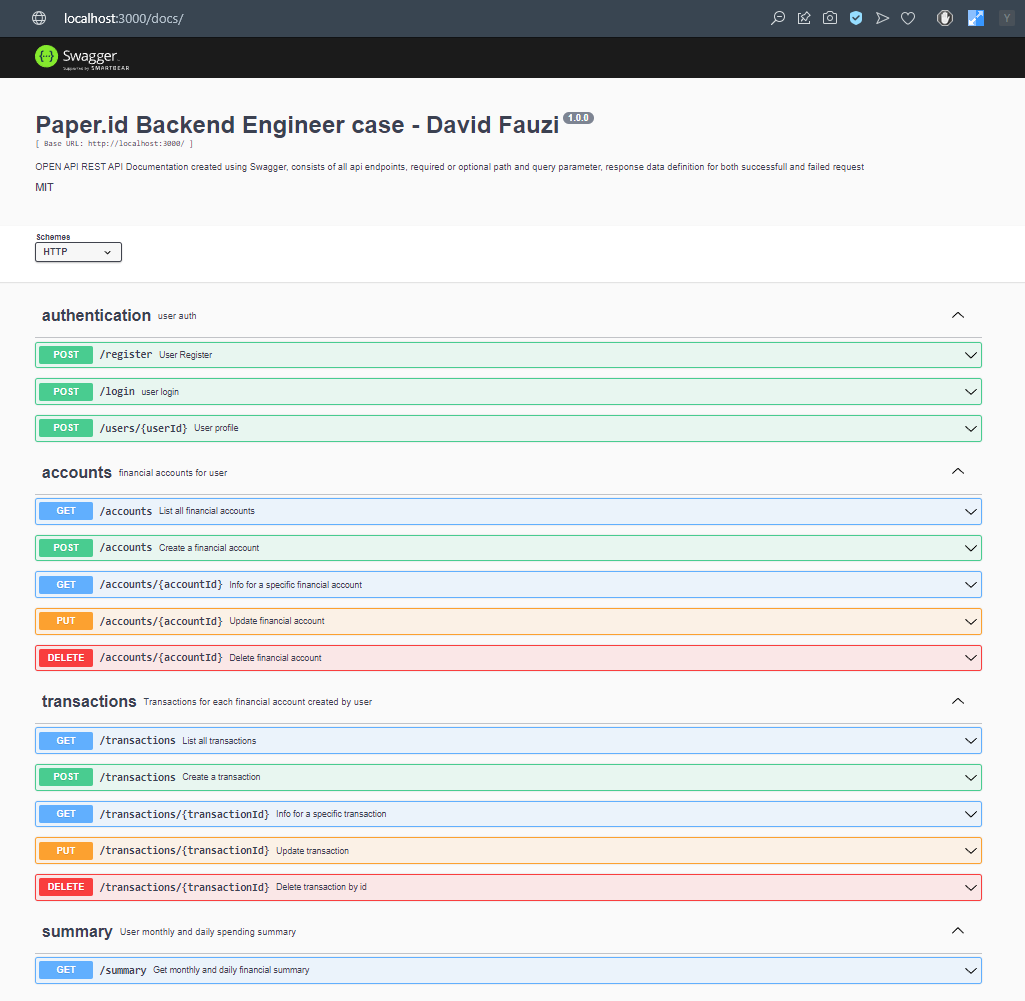 localhost:3000/docs/
Y
{···} Swagger
Supported by SMARTBEAR
Paper.id Backend Engineer case - David Fauzi 1.0.0
[ Base URL: http://localhost:3000/ ]
OPEN API REST API Documentation created using Swagger, consists of all api endpoints, required or optional path and query parameter, response data definition for both successful and failed request
MIT
Schemes
HTTP
authentication user auth
POST /register User Register
POST /login user login
POST /users/{userId} User profile
accounts financial accounts for user
GET /accounts List all financial accounts
POST /accounts Create a financial account
GET /accounts/{accountId} Info for a specific financial account
PUT /accounts/{accountId} Update financial account
DELETE /accounts/{accountId} Delete financial account
transactions Transactions for each financial account created by user
GET /transactions List all transactions
POST /transactions Create a transaction
GET /transactions/{transactionId} Info for a specific transaction
PUT /transactions/{transactionId} Update transaction
DELETE /transactions/{transactionId} Delete transaction by id
summary User monthly and daily spending summary
GET /summary Get monthly and daily financial summary